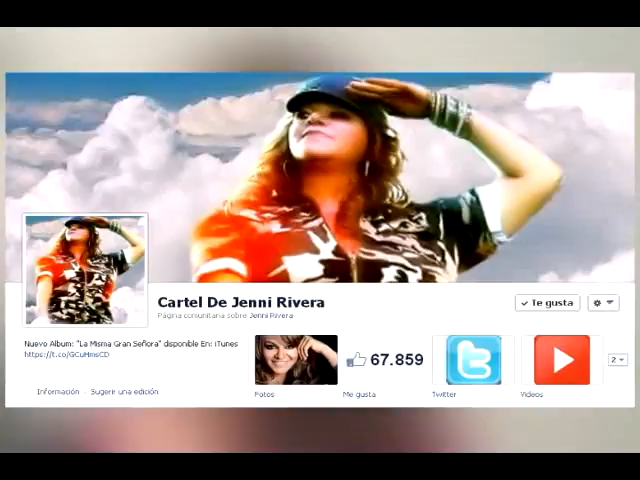 Cartel De Jenni Rivera
Página comunitaria sobre Jenni Rivera
Te gusta
Nuevo Album: "La Misma Gran Señora" disponible En: iTunes
https://t.co/GCuHmsCD
67.859
Información · Sugerir una edición
Fotos
Me gusta
Twitter
Videos
2